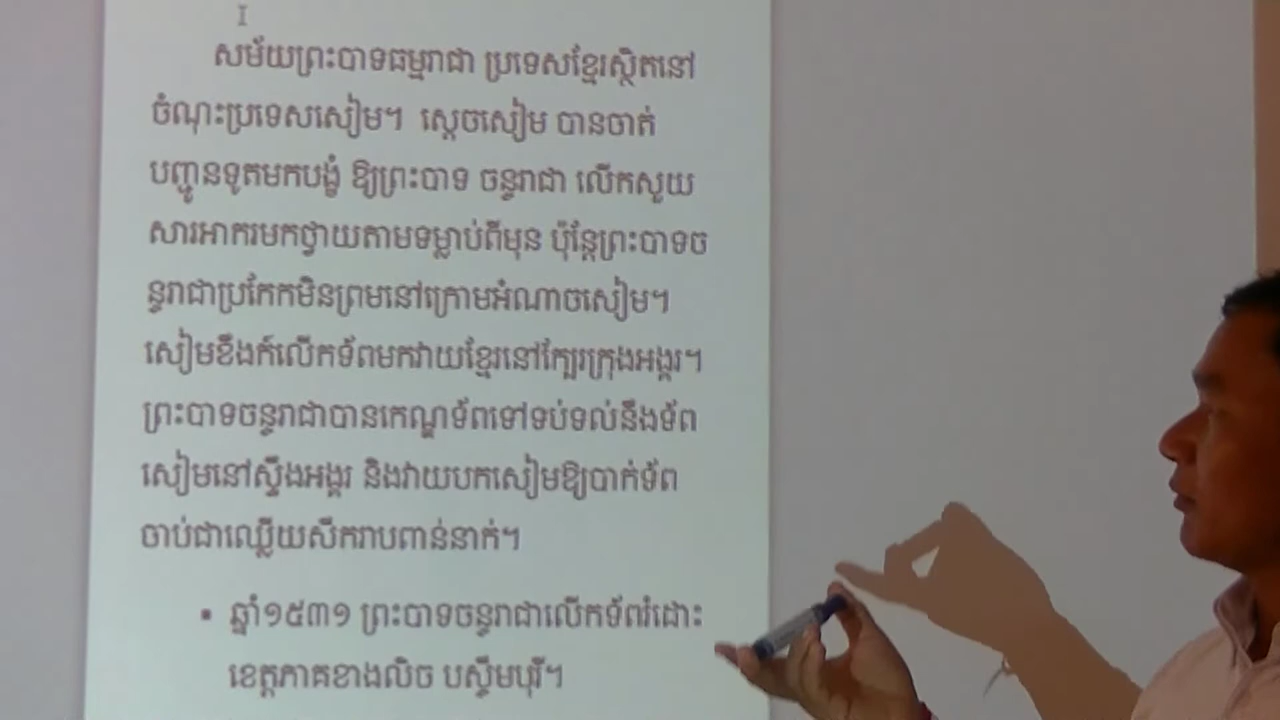 សម័យព្រះបាទធម្មរាជា ប្រទេសខ្មែរស្ថិតនៅ
ចំណុះប្រទេសសៀម។ ស្ដេចសៀម បានចាត់
បញ្ជូនទូតមកបង្ខំ ឱ្យព្រះបាទ ចន្ទរាជា លើកសួយ
សារអាករមកថ្វាយតាមទម្លាប់ពីមុន ប៉ុន្តែព្រះបាទច
ន្ទរាជាប្រកែកមិនព្រមនៅក្រោមអំណាចសៀម។
សៀមខឹងក៍លើកទ័ពមកវាយខ្មែរនៅក្បែរក្រុងអង្គរ។
ព្រះបាទចន្ទរាជាបានកេណ្ឌទ័ពទៅទប់ទល់នឹងទ័ព
សៀមនៅស្ទឹងអង្គរ និងវាយបកសៀមឱ្យបាក់ទ័ព
ចាប់ជាឈ្លើយសឹករាបពាន់នាក់។
▪ ឆ្នាំ១៥៣១ ព្រះបាទចន្ទរាជាលើកទ័ពរំដោះ
ខេត្តភាគខាងលិច បស្ចឹមបុរី។